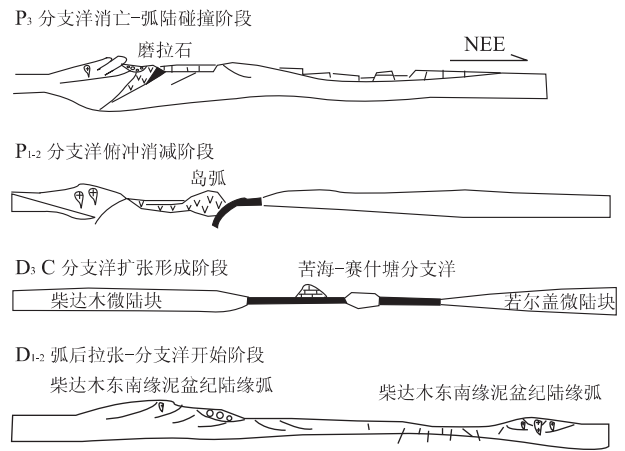 P3 分支洋消亡-弧陆碰撞阶段
磨拉石
NEE
P1-2 分支洋俯冲消减阶段
岛弧
D3 C 分支洋扩张形成阶段
苦海-赛什塘分支洋
柴达木微陆块
若尔盖微陆块
D1-2 弧后拉张-分支洋开始阶段
柴达木东南缘泥盆纪陆缘弧
柴达木东南缘泥盆纪陆缘弧